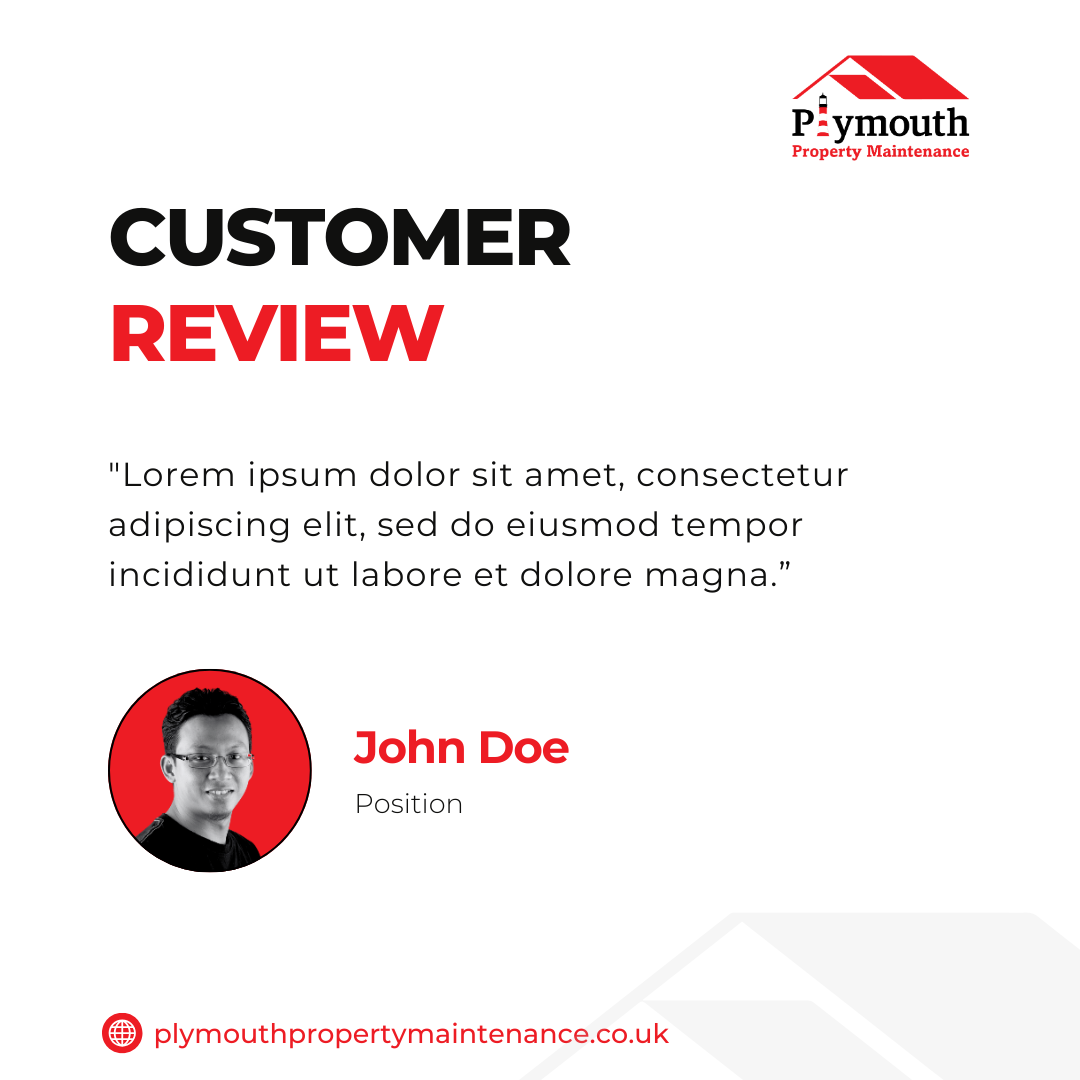 Plymouth
Property Maintenance
CUSTOMER
REVIEW
"Lorem ipsum dolor sit amet, consectetur
adipiscing elit, sed do eiusmod tempor
incididunt ut labore et dolore magna.”
John Doe
Position
plymouthpropertymaintenance.co.uk